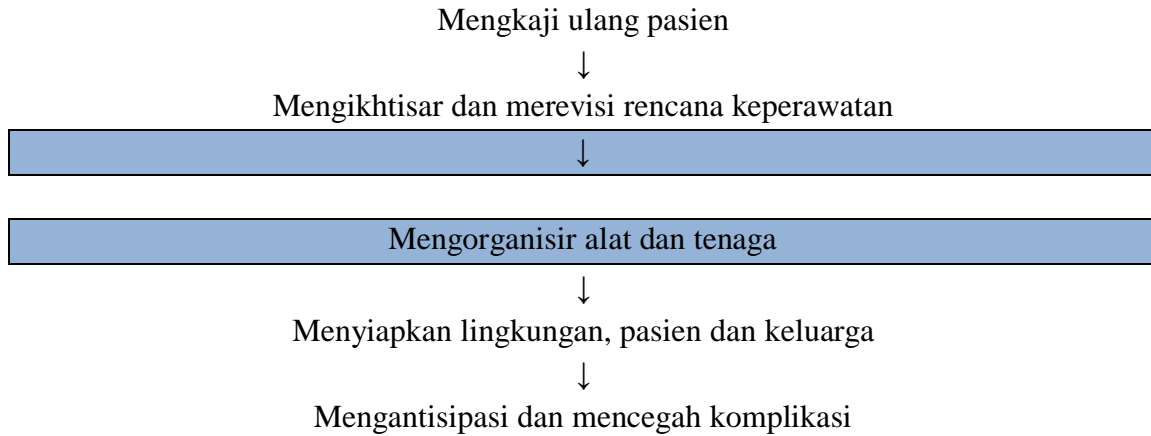 Mengkaji ulang pasien
↓
Mengikhtisar dan merevisi rencana keperawatan
↓
Mengorganisir alat dan tenaga
↓
Menyiapkan lingkungan, pasien dan keluarga
↓
Mengantisipasi dan mencegah komplikasi